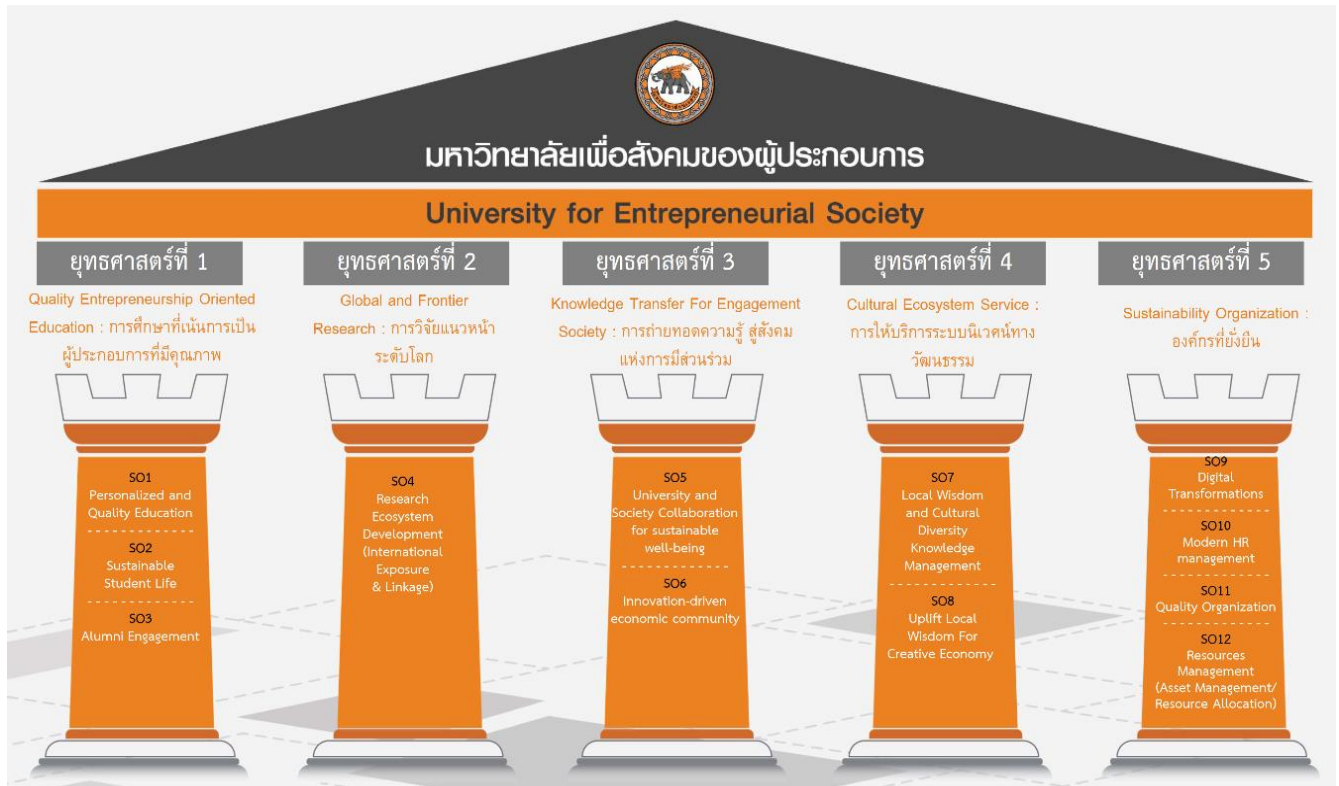 มหาวิทยาลัยเพื่อสังคมของผู้ประกอบการ
University for Entrepreneurial Society
ยุทธศาสตร์ที่ 1
Quality Entrepreneurship Oriented
Education : การศึกษาที่เน้นการเป็น
ผู้ประกอบการที่มีคุณภาพ
SO1
Personalized and
Quality Education
SO2
Sustainable
Student Life
SO3
Alumni Engagement
ยุทธศาสตร์ที่ 2
Global and Frontier
Research : การวิจัยแนวหน้า
ระดับโลก
SO4
Research
Ecosystem
Development
(International
Exposure
& Linkage)
ยุทธศาสตร์ที่ 3
Knowledge Transfer For Engagement
Society : การถ่ายทอดความรู้ สู่สังคม
แห่งการมีส่วนร่วม
SO5
University and
Society Collaboration
for sustainable
well-being
SO6
Innovation-driven
economic community
ยุทธศาสตร์ที่ 4
Cultural Ecosystem Service :
การให้บริการระบบนิเวศน์ทาง
วัฒนธรรม
SO7
Local Wisdom
and Cultural
Diversity
Knowledge
Management
SO8
Uplift Local
Wisdom For
Creative Economy
ยุทธศาสตร์ที่ 5
Sustainability Organization :
องค์กรที่ยั่งยืน
SO9
Digital
Transformations
SO10
Modern HR
management
SO11
Quality Organization
SO12
Resources
Management
(Asset Management/
Resource Allocation)